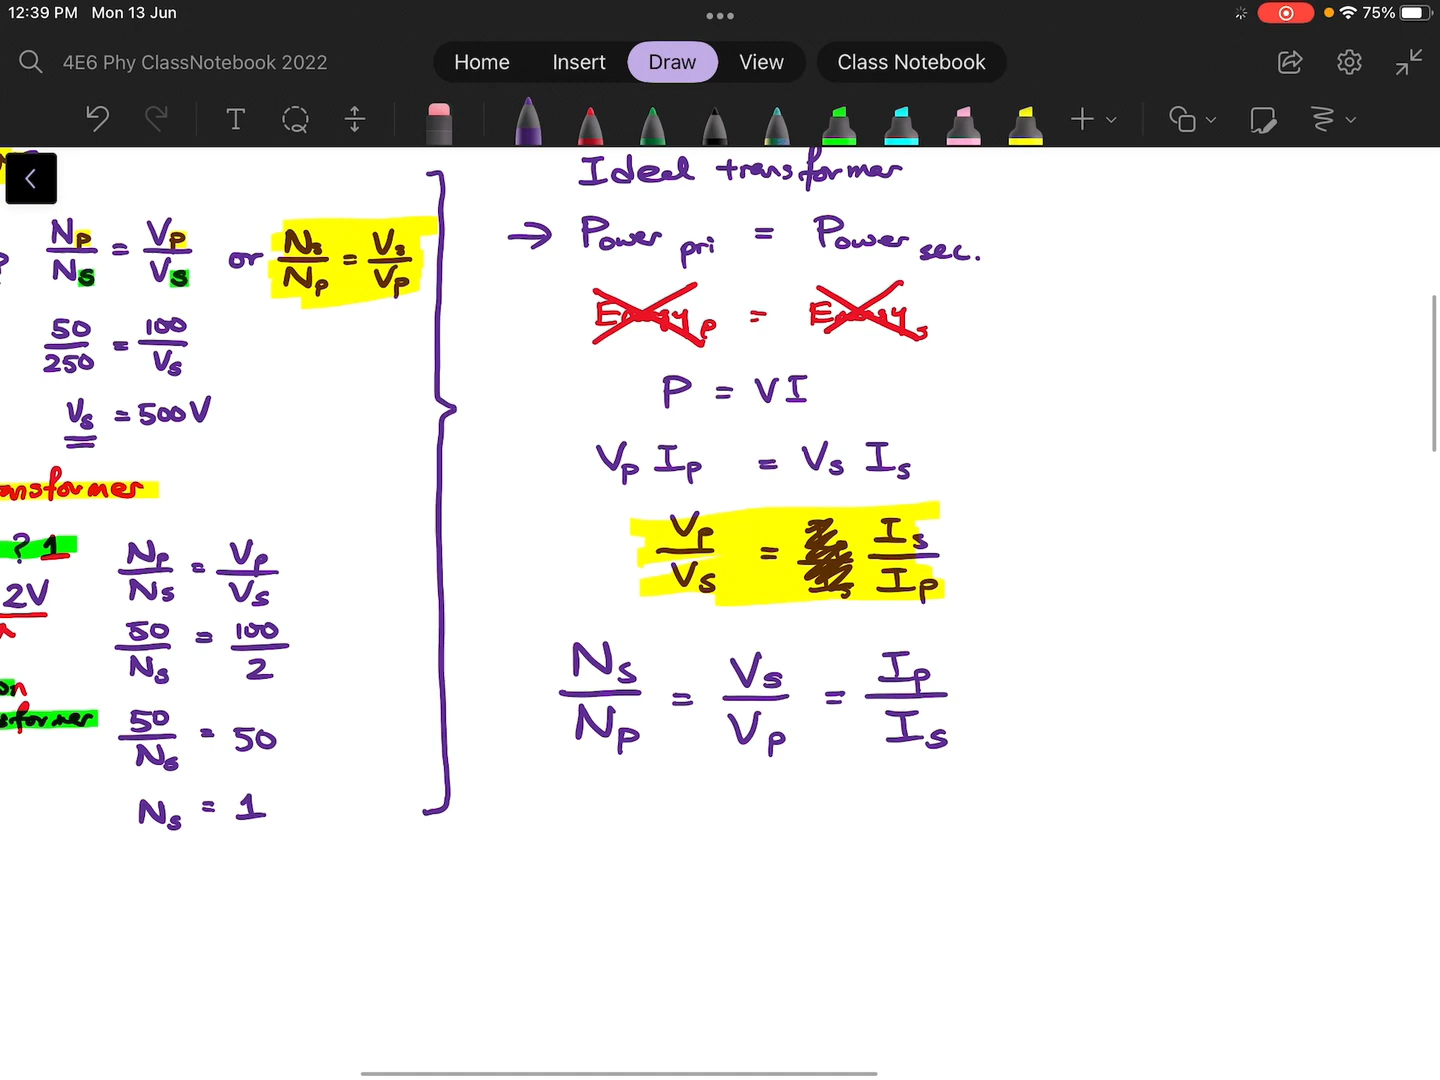 12:39 PM Mon 13 Jun
75%
4E6 Phy ClassNotebook 2022
Home Insert Draw View Class Notebook
T
Np/Ns = Vp/Vs or Ns/Np = Vs/Vp
50/250 = 100/Vs
Vs = 500V
ansformer
? 1
2V
on
sformer
Np/Ns = Vp/Vs
50/Ns = 100/2
50/Ns = 50
Ns = 1
Ideal transformer
→ Power pri = Power sec.
Energy p = Energy s
P = VI
Vp Ip = Vs Is
Vp/Vs = Is/Ip
Ns/Np = Vs/Vp = Ip/Is